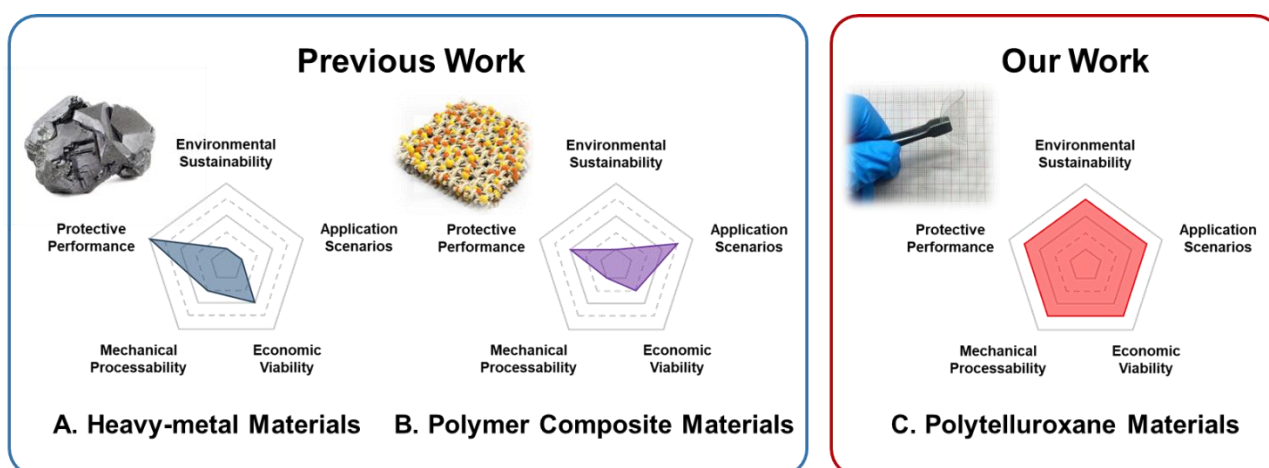 Previous Work
Environmental
Sustainability
Protective
Performance
Application
Scenarios
Mechanical
Processability
Economic
Viability
A. Heavy-metal Materials
Environmental
Sustainability
Protective
Performance
Application
Scenarios
Mechanical
Processability
Economic
Viability
B. Polymer Composite Materials
Our Work
Environmental
Sustainability
Protective
Performance
Application
Scenarios
Mechanical
Processability
Economic
Viability
C. Polytelluroxane Materials